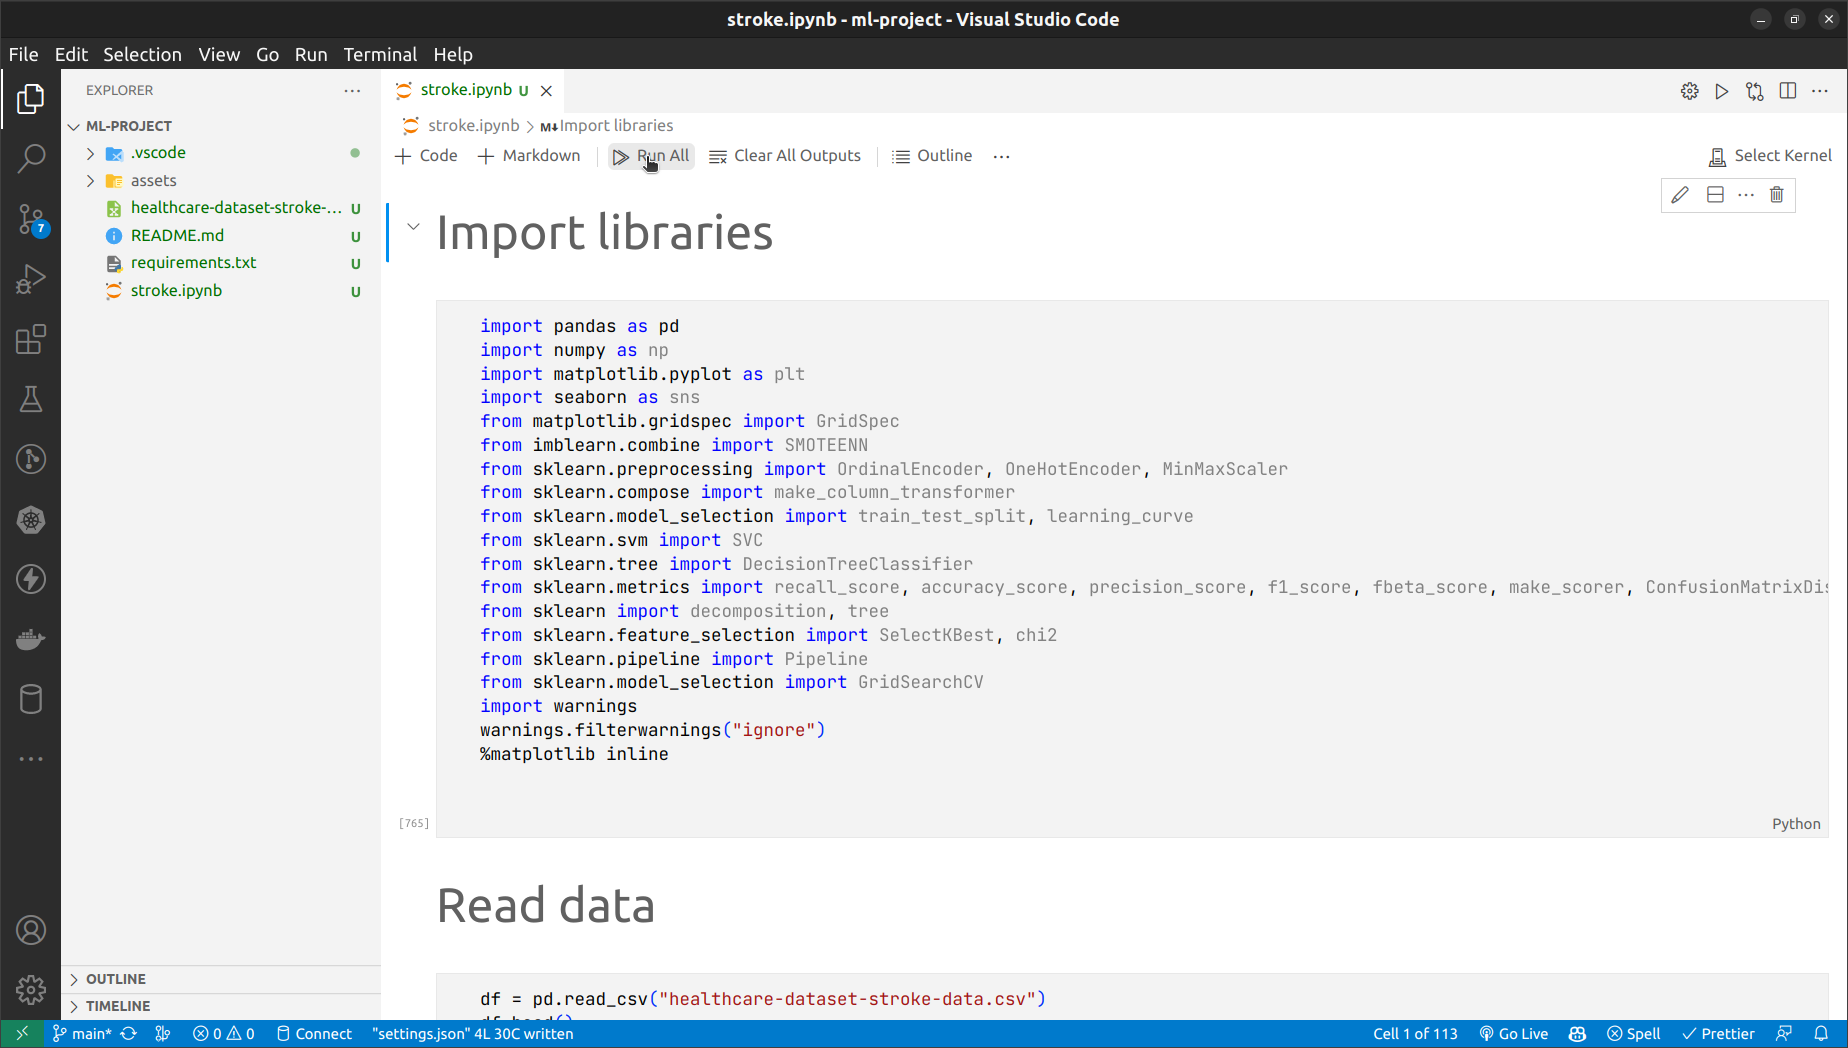 stroke.ipynb - ml-project - Visual Studio Code
File Edit Selection View Go Run Terminal Help
EXPLORER
ML-PROJECT
.vscode
assets
healthcare-dataset-stroke-... U
README.md U
requirements.txt U
stroke.ipynb U
OUTLINE
TIMELINE
7
stroke.ipynb U
stroke.ipynb > M↓ Import libraries
+ Code + Markdown Run All Clear All Outputs Outline ... Select Kernel
Import libraries
import pandas as pd
import numpy as np
import matplotlib.pyplot as plt
import seaborn as sns
from matplotlib.gridspec import GridSpec
from imblearn.combine import SMOTEENN
from sklearn.preprocessing import OrdinalEncoder, OneHotEncoder, MinMaxScaler
from sklearn.compose import make_column_transformer
from sklearn.model_selection import train_test_split, learning_curve
from sklearn.svm import SVC
from sklearn.tree import DecisionTreeClassifier
from sklearn.metrics import recall_score, accuracy_score, precision_score, f1_score, fbeta_score, make_scorer, ConfusionMatrixDis
from sklearn import decomposition, tree
from sklearn.feature_selection import SelectKBest, chi2
from sklearn.pipeline import Pipeline
from sklearn.model_selection import GridSearchCV
import warnings
warnings.filterwarnings("ignore")
%matplotlib inline
[765]
Python
Read data
df = pd.read_csv("healthcare-dataset-stroke-data.csv")
df.head()
main* 0 0 Connect "settings.json" 4L 30C written Cell 1 of 113 Go Live Spell Prettier